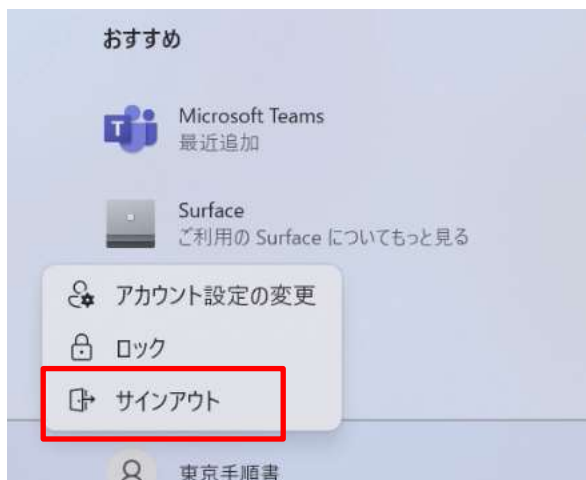 おすすめ
Microsoft Teams
最近追加
Surface
ご利用の Surface についてもっと見る
アカウント設定の変更
ロック
サインアウト
東京手順書